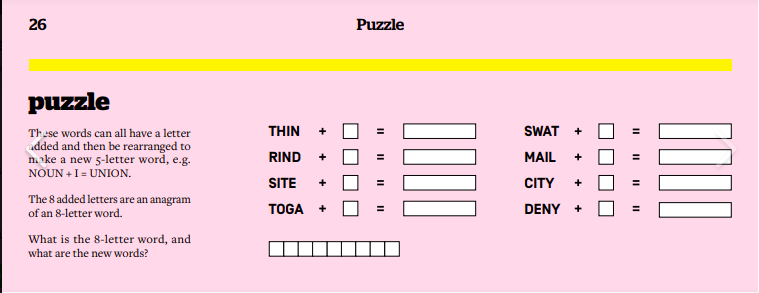 26
Puzzle
puzzle
These words can all have a letter
added and then be rearranged to
make a new 5-letter word, e.g.
NOUN + I = UNION.
The 8 added letters are an anagram
of an 8-letter word.
What is the 8-letter word, and
what are the new words?
THIN + =
RIND + =
SITE + =
TOGA + =
SWAT + =
MAIL + =
CITY + =
DENY + =